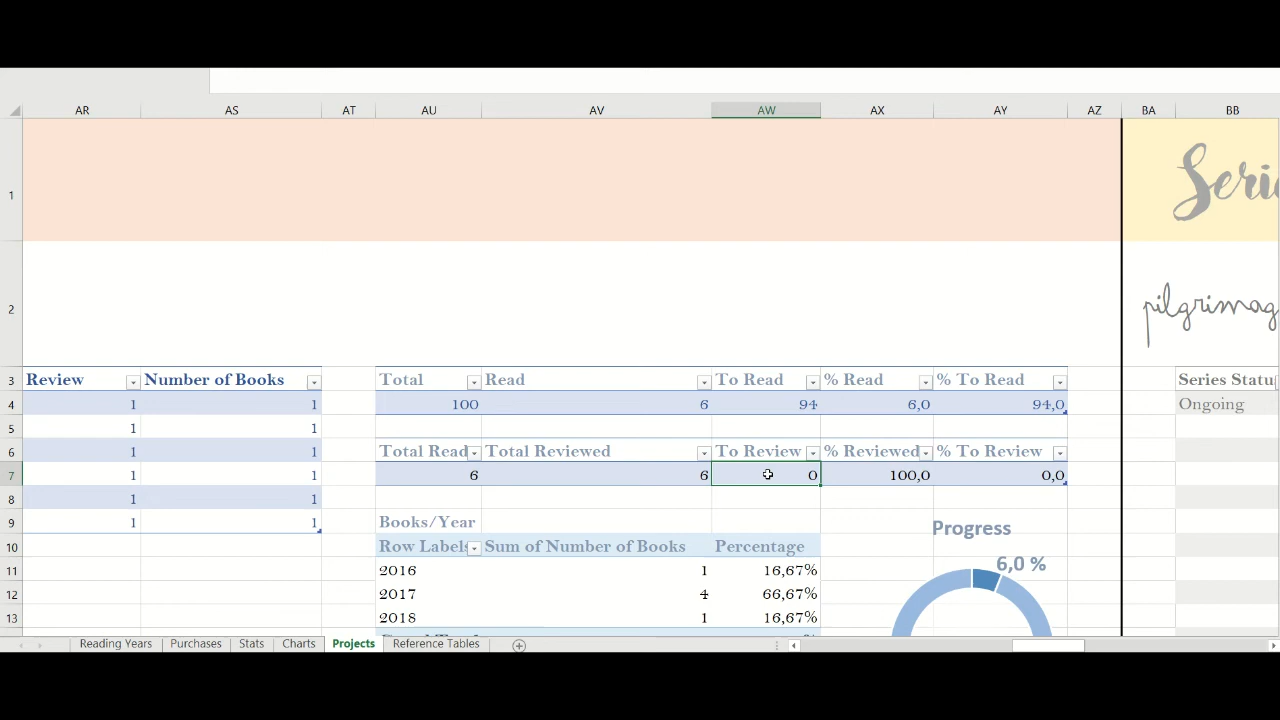 AR AS AT AU AV AW AX AY AZ BA BB
1
2
pilgrimag
3 Review Number of Books Total Read To Read % Read % To Read Series Statu
4 1 1 100 6 94 6,0 94,0 Ongoing
5 1 1
6 1 1 Total Read Total Reviewed To Review % Reviewed % To Review
7 1 1 6 6 0 100,0 0,0
8 1 1
9 1 1 Books/Year
Progress
10 Row Labels Sum of Number of Books Percentage
6,0 %
11 2016 1 16,67%
12 2017 4 66,67%
13 2018 1 16,67%
Reading Years Purchases Stats Charts Projects Reference Tables